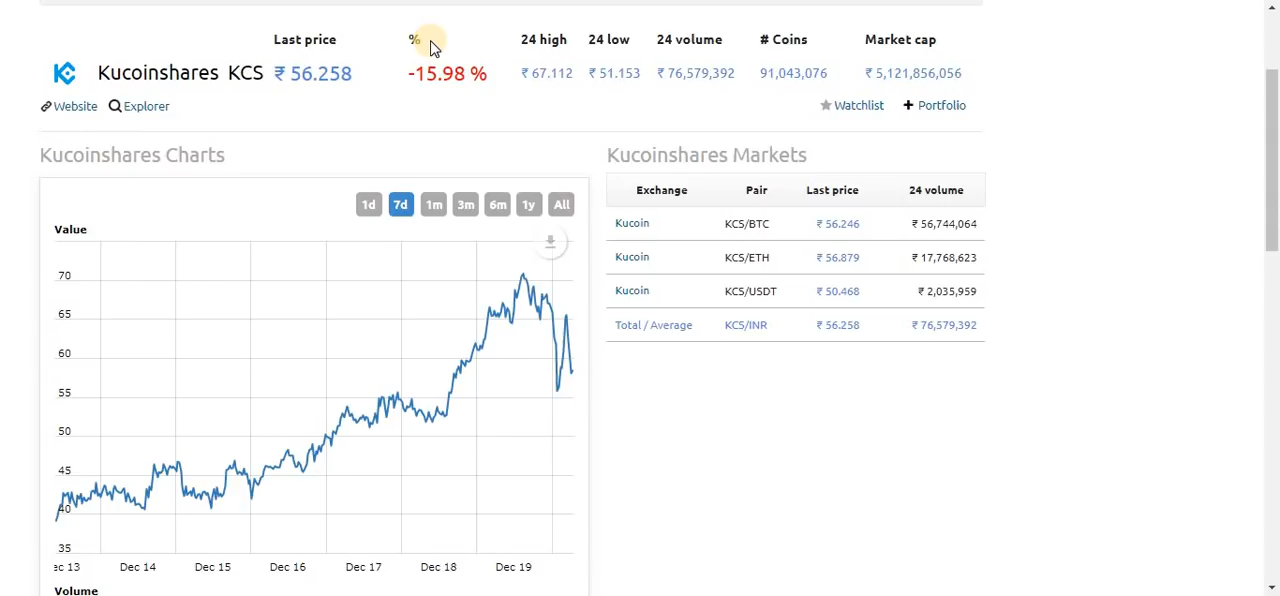 Last price % 24 high 24 low 24 volume # Coins Market cap
Kucoinshares KCS ₹ 56.258 -15.98 % ₹ 67.112 ₹ 51.153 ₹ 76,579,392 91,043,076 ₹ 5,121,856,056
Website Explorer Watchlist + Portfolio
Kucoinshares Charts
1d 7d 1m 3m 6m 1y All
Value
70
65
60
55
50
45
40
35
ec 13 Dec 14 Dec 15 Dec 16 Dec 17 Dec 18 Dec 19
Volume
Kucoinshares Markets
Exchange Pair Last price 24 volume
Kucoin KCS/BTC ₹ 56.246 ₹ 56,744,064
Kucoin KCS/ETH ₹ 56.879 ₹ 17,768,623
Kucoin KCS/USDT ₹ 50.468 ₹ 2,035,959
Total / Average KCS/INR ₹ 56.258 ₹ 76,579,392